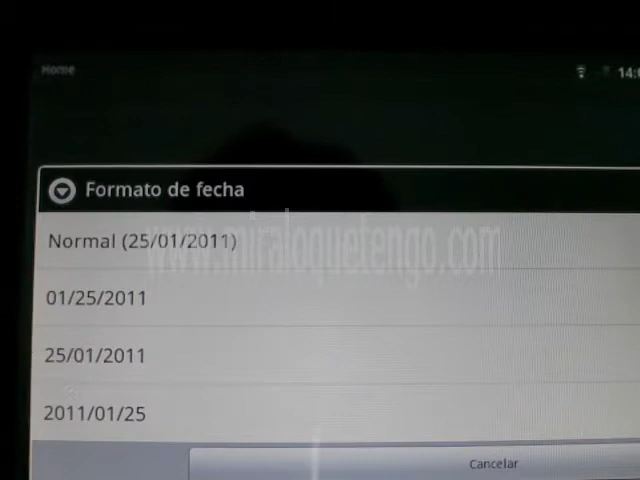 Home
Formato de fecha
Normal (25/01/2011)
www.miraloquetengo.com
01/25/2011
25/01/2011
2011/01/25
Cancelar